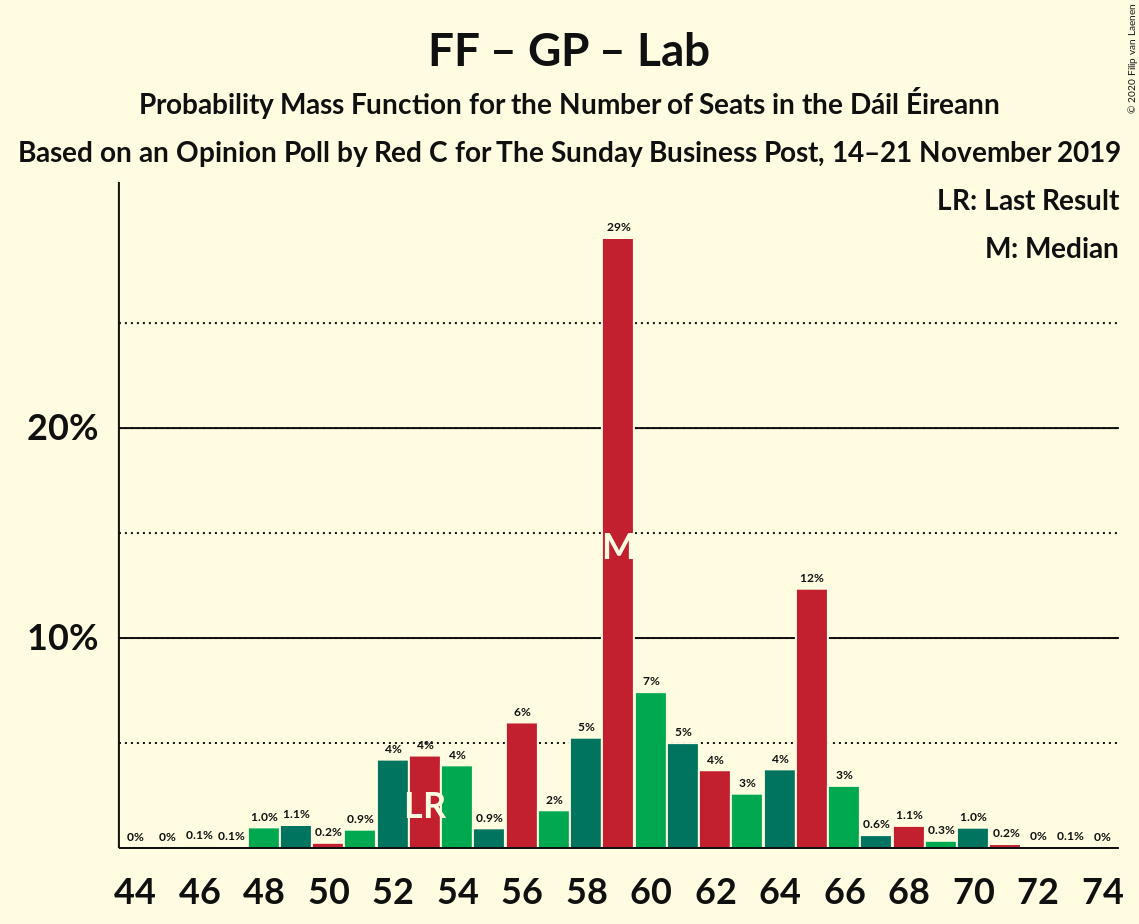 FF – GP – Lab
Probability Mass Function for the Number of Seats in the Dáil Éireann
Based on an Opinion Poll by Red C for The Sunday Business Post, 14–21 November 2019
© 2020 Filip van Laenen
LR: Last Result
M: Median
20%
10%
0% 0% 0.1% 0.1% 1.0% 1.1% 0.2% 0.9% 4% 4% 4% 0.9% 6% 2% 5% 29% 7% 5% 4% 3% 4% 12% 3% 0.6% 1.1% 0.3% 1.0% 0.2% 0% 0.1% 0%
M
LR
44 46 48 50 52 54 56 58 60 62 64 66 68 70 72 74